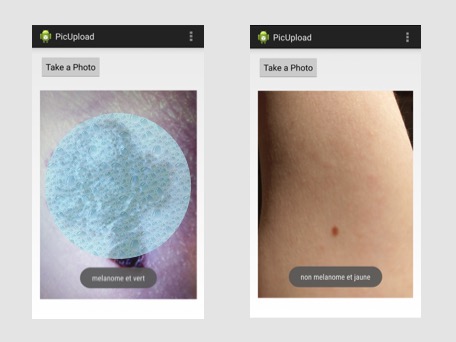 PicUpload
Take a Photo
melanome et vert
PicUpload
Take a Photo
non melanome et jaune